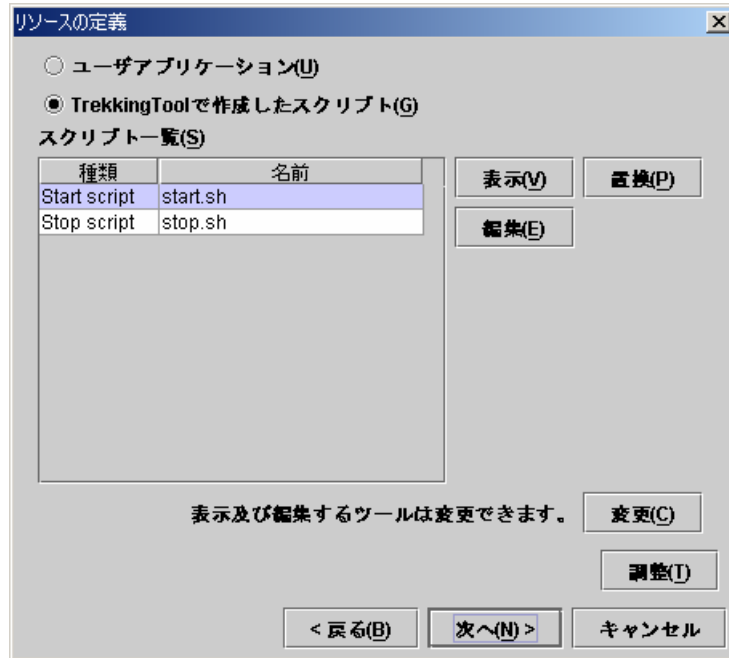 リソースの定義
ユーザアプリケーション(U)
TrekkingToolで作成したスクリプト(G)
スクリプト一覧(S)
種類 名前
Start script start.sh
Stop script stop.sh
表示(V) 置換(P)
編集(E)
表示及び編集するツールは変更できます。 変更(C)
調整(T)
< 戻る(B) 次へ(N) > キャンセル